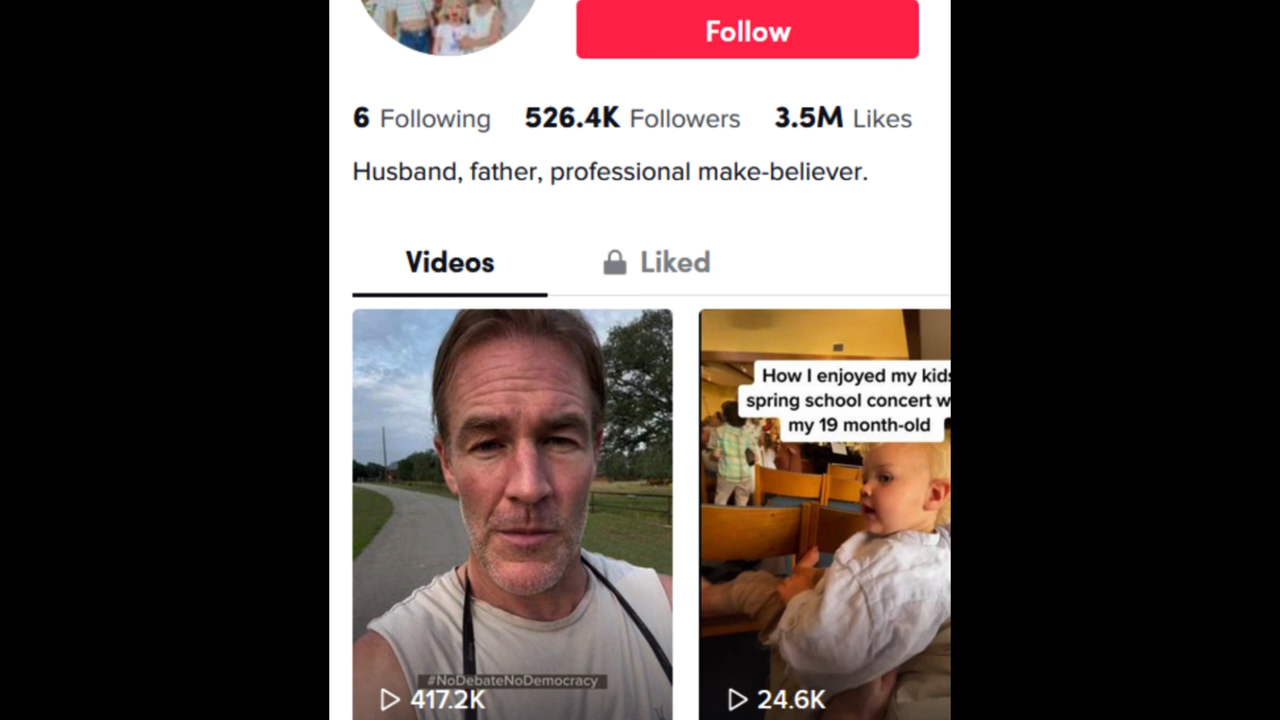 Follow
6 Following 526.4K Followers 3.5M Likes
Husband, father, professional make-believer.
Videos Liked
How I enjoyed my kids
spring school concert w
my 19 month-old
#NoDebateNoDemocracy
417.2K 24.6K